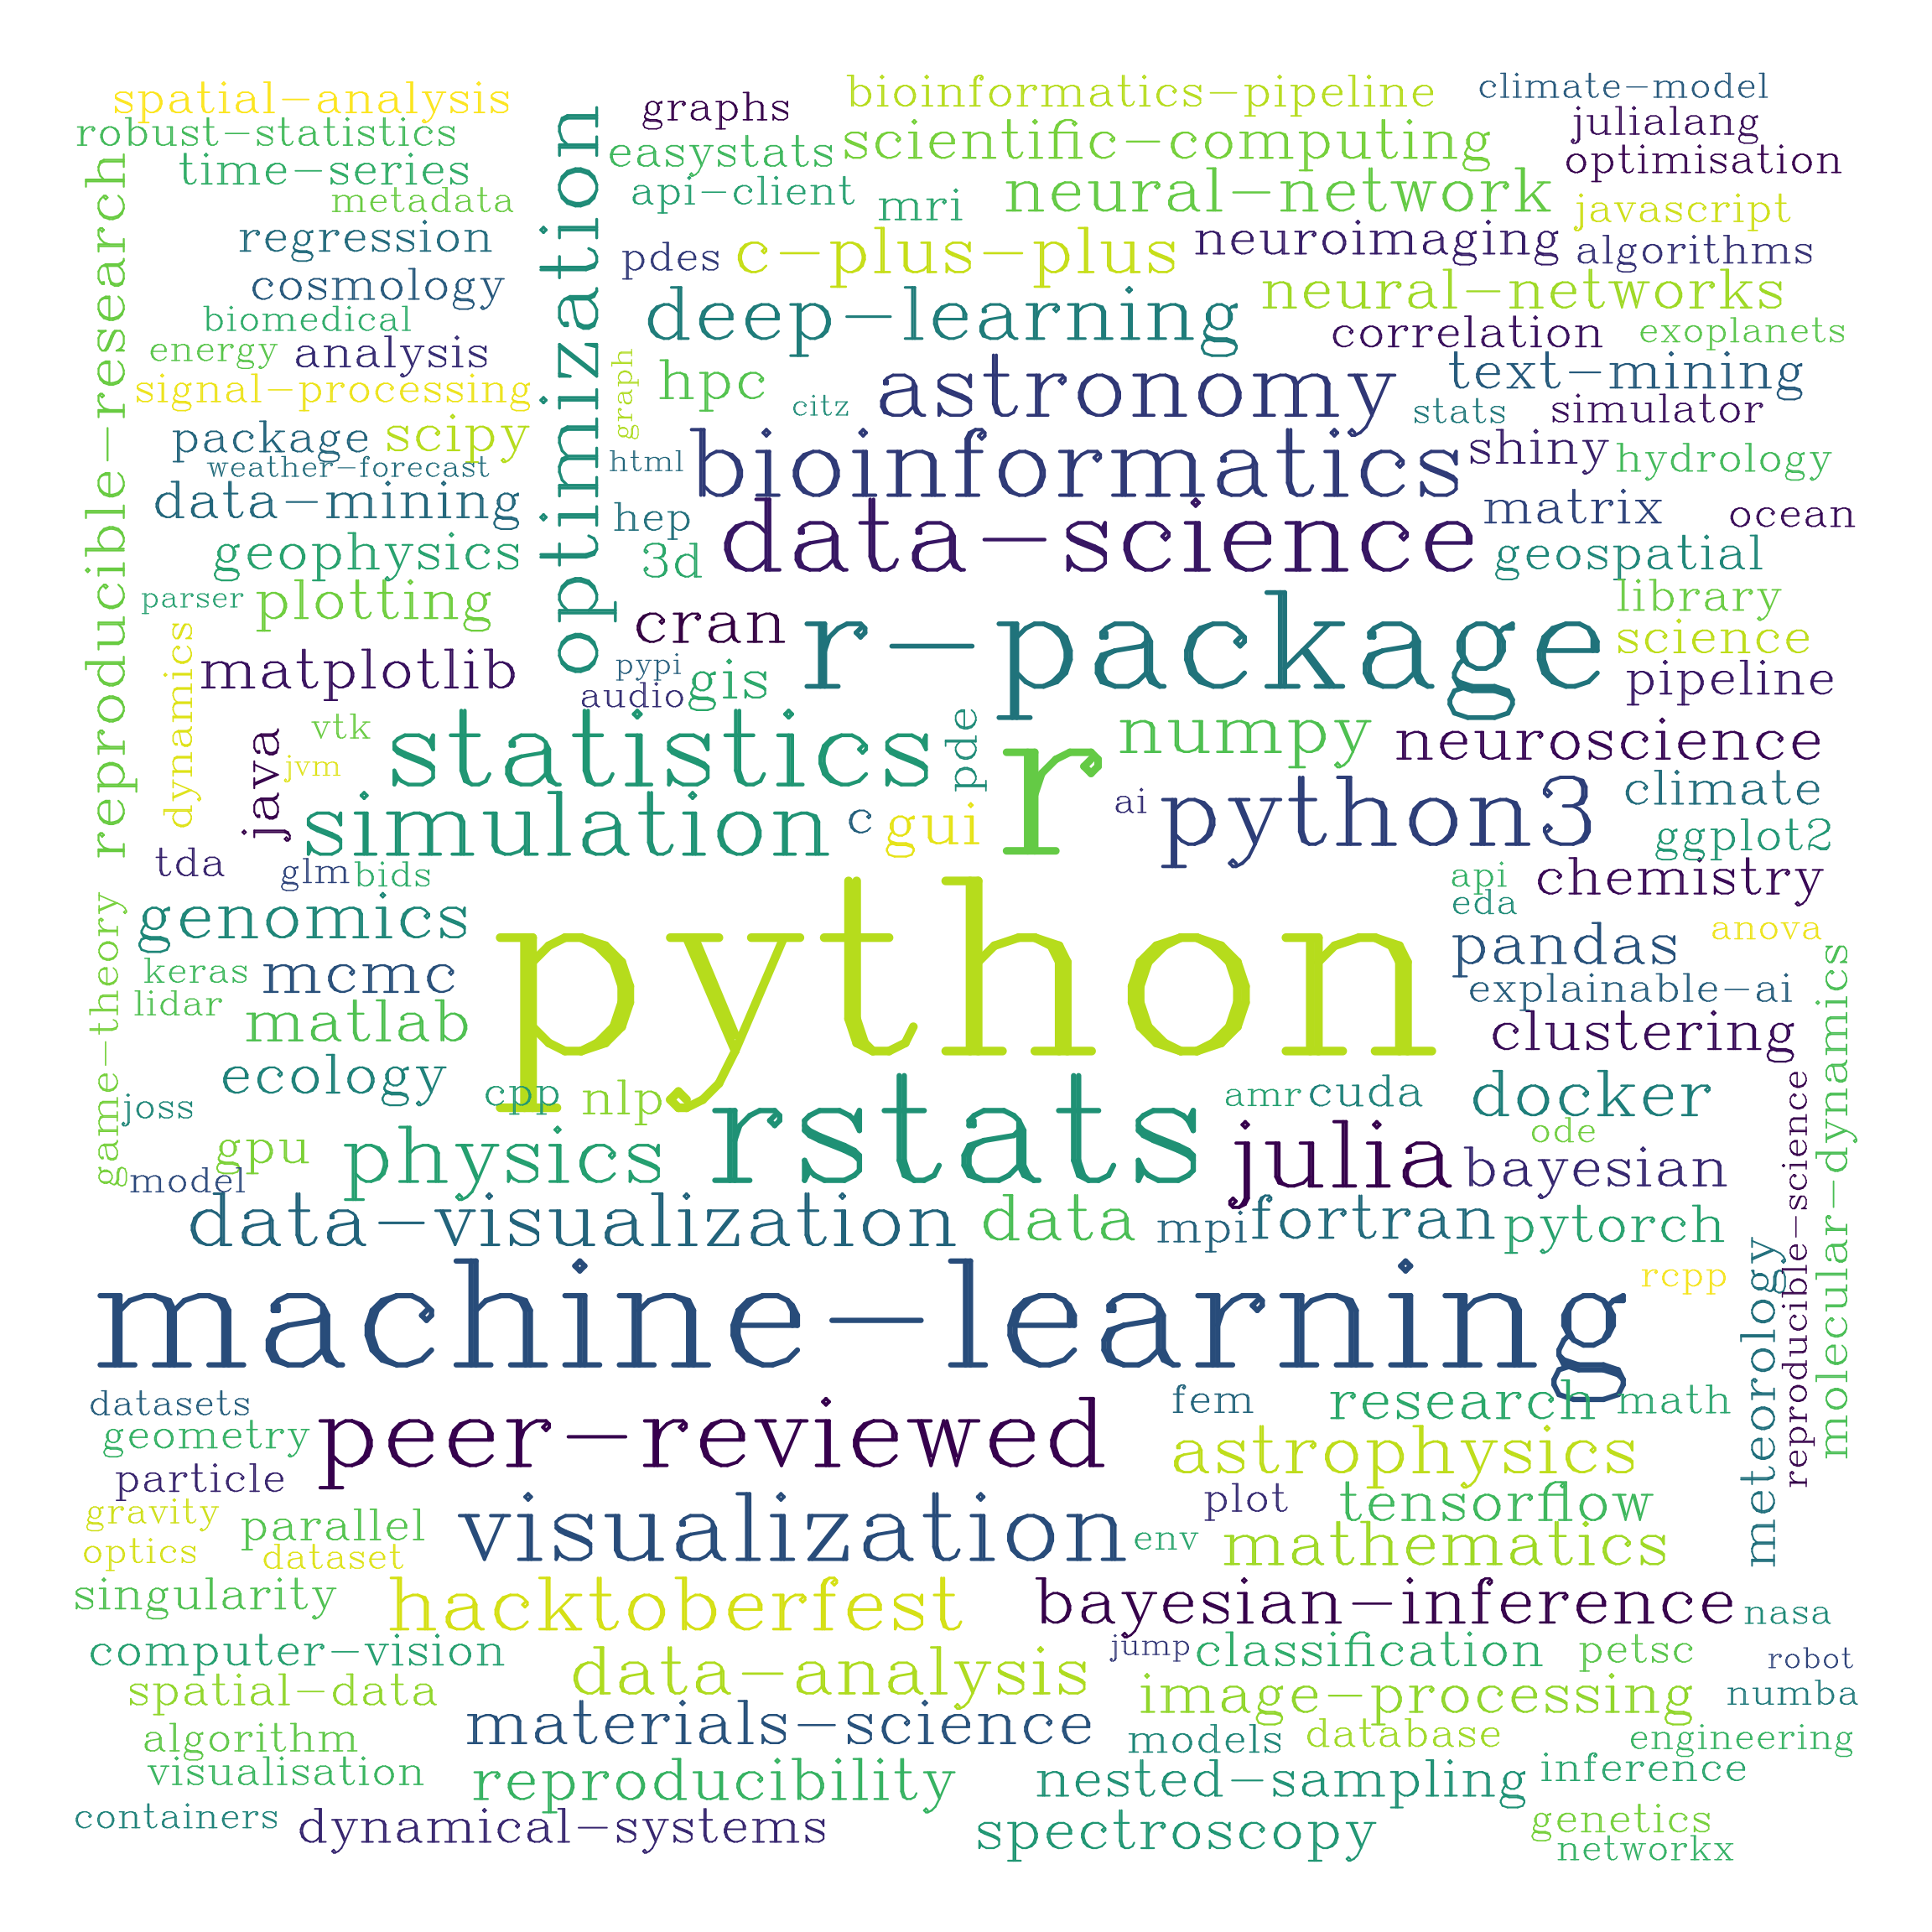 spatial-analysis
graphs
bioinformatics-pipeline
climate-model
robust-statistics
easystats
scientific-computing
julialang
time-series
api-client
neural-network
optimisation
metadata
mri
javascript
regression
pdes
c-plus-plus
neuroimaging
algorithms
cosmology
deep-learning
neural-networks
biomedical
correlation
exoplanets
energy
analysis
graph
hpc
astronomy
text-mining
signal-processing
citz
stats
simulator
package
scipy
optimization
reproducible-research
html
bioinformatics
shiny
hydrology
weather-forecast
data-mining
hep
data-science
matrix
ocean
geophysics
3d
geospatial
parser
plotting
cran
r-package
library
science
dynamics
matplotlib
pypi
gis
audio
pipeline
java
vtk
jvm
statistics
pde
r
numpy
neuroscience
simulation
c
gui
ai
python3
climate
ggplot2
tda
glm
bids
api
chemistry
eda
game-theory
genomics
python
pandas
anova
keras
mcmc
explainable-ai
lidar
matlab
clustering
molecular-dynamics
ecology
cpp
nlp
rstats
amr
cuda
docker
joss
ode
reproducible-science
gpu
physics
julia
bayesian
model
data-visualization
data
mpi
fortran
pytorch
meteorology
machine-learning
rcpp
datasets
peer-reviewed
fem
research
math
geometry
astrophysics
particle
visualization
plot
tensorflow
gravity
parallel
env
mathematics
optics
dataset
singularity
hacktoberfest
bayesian-inference
nasa
computer-vision
data-analysis
jump
classification
petsc
robot
spatial-data
image-processing
numba
algorithm
materials-science
models
database
engineering
visualisation
reproducibility
nested-sampling
inference
containers
dynamical-systems
spectroscopy
genetics
networkx